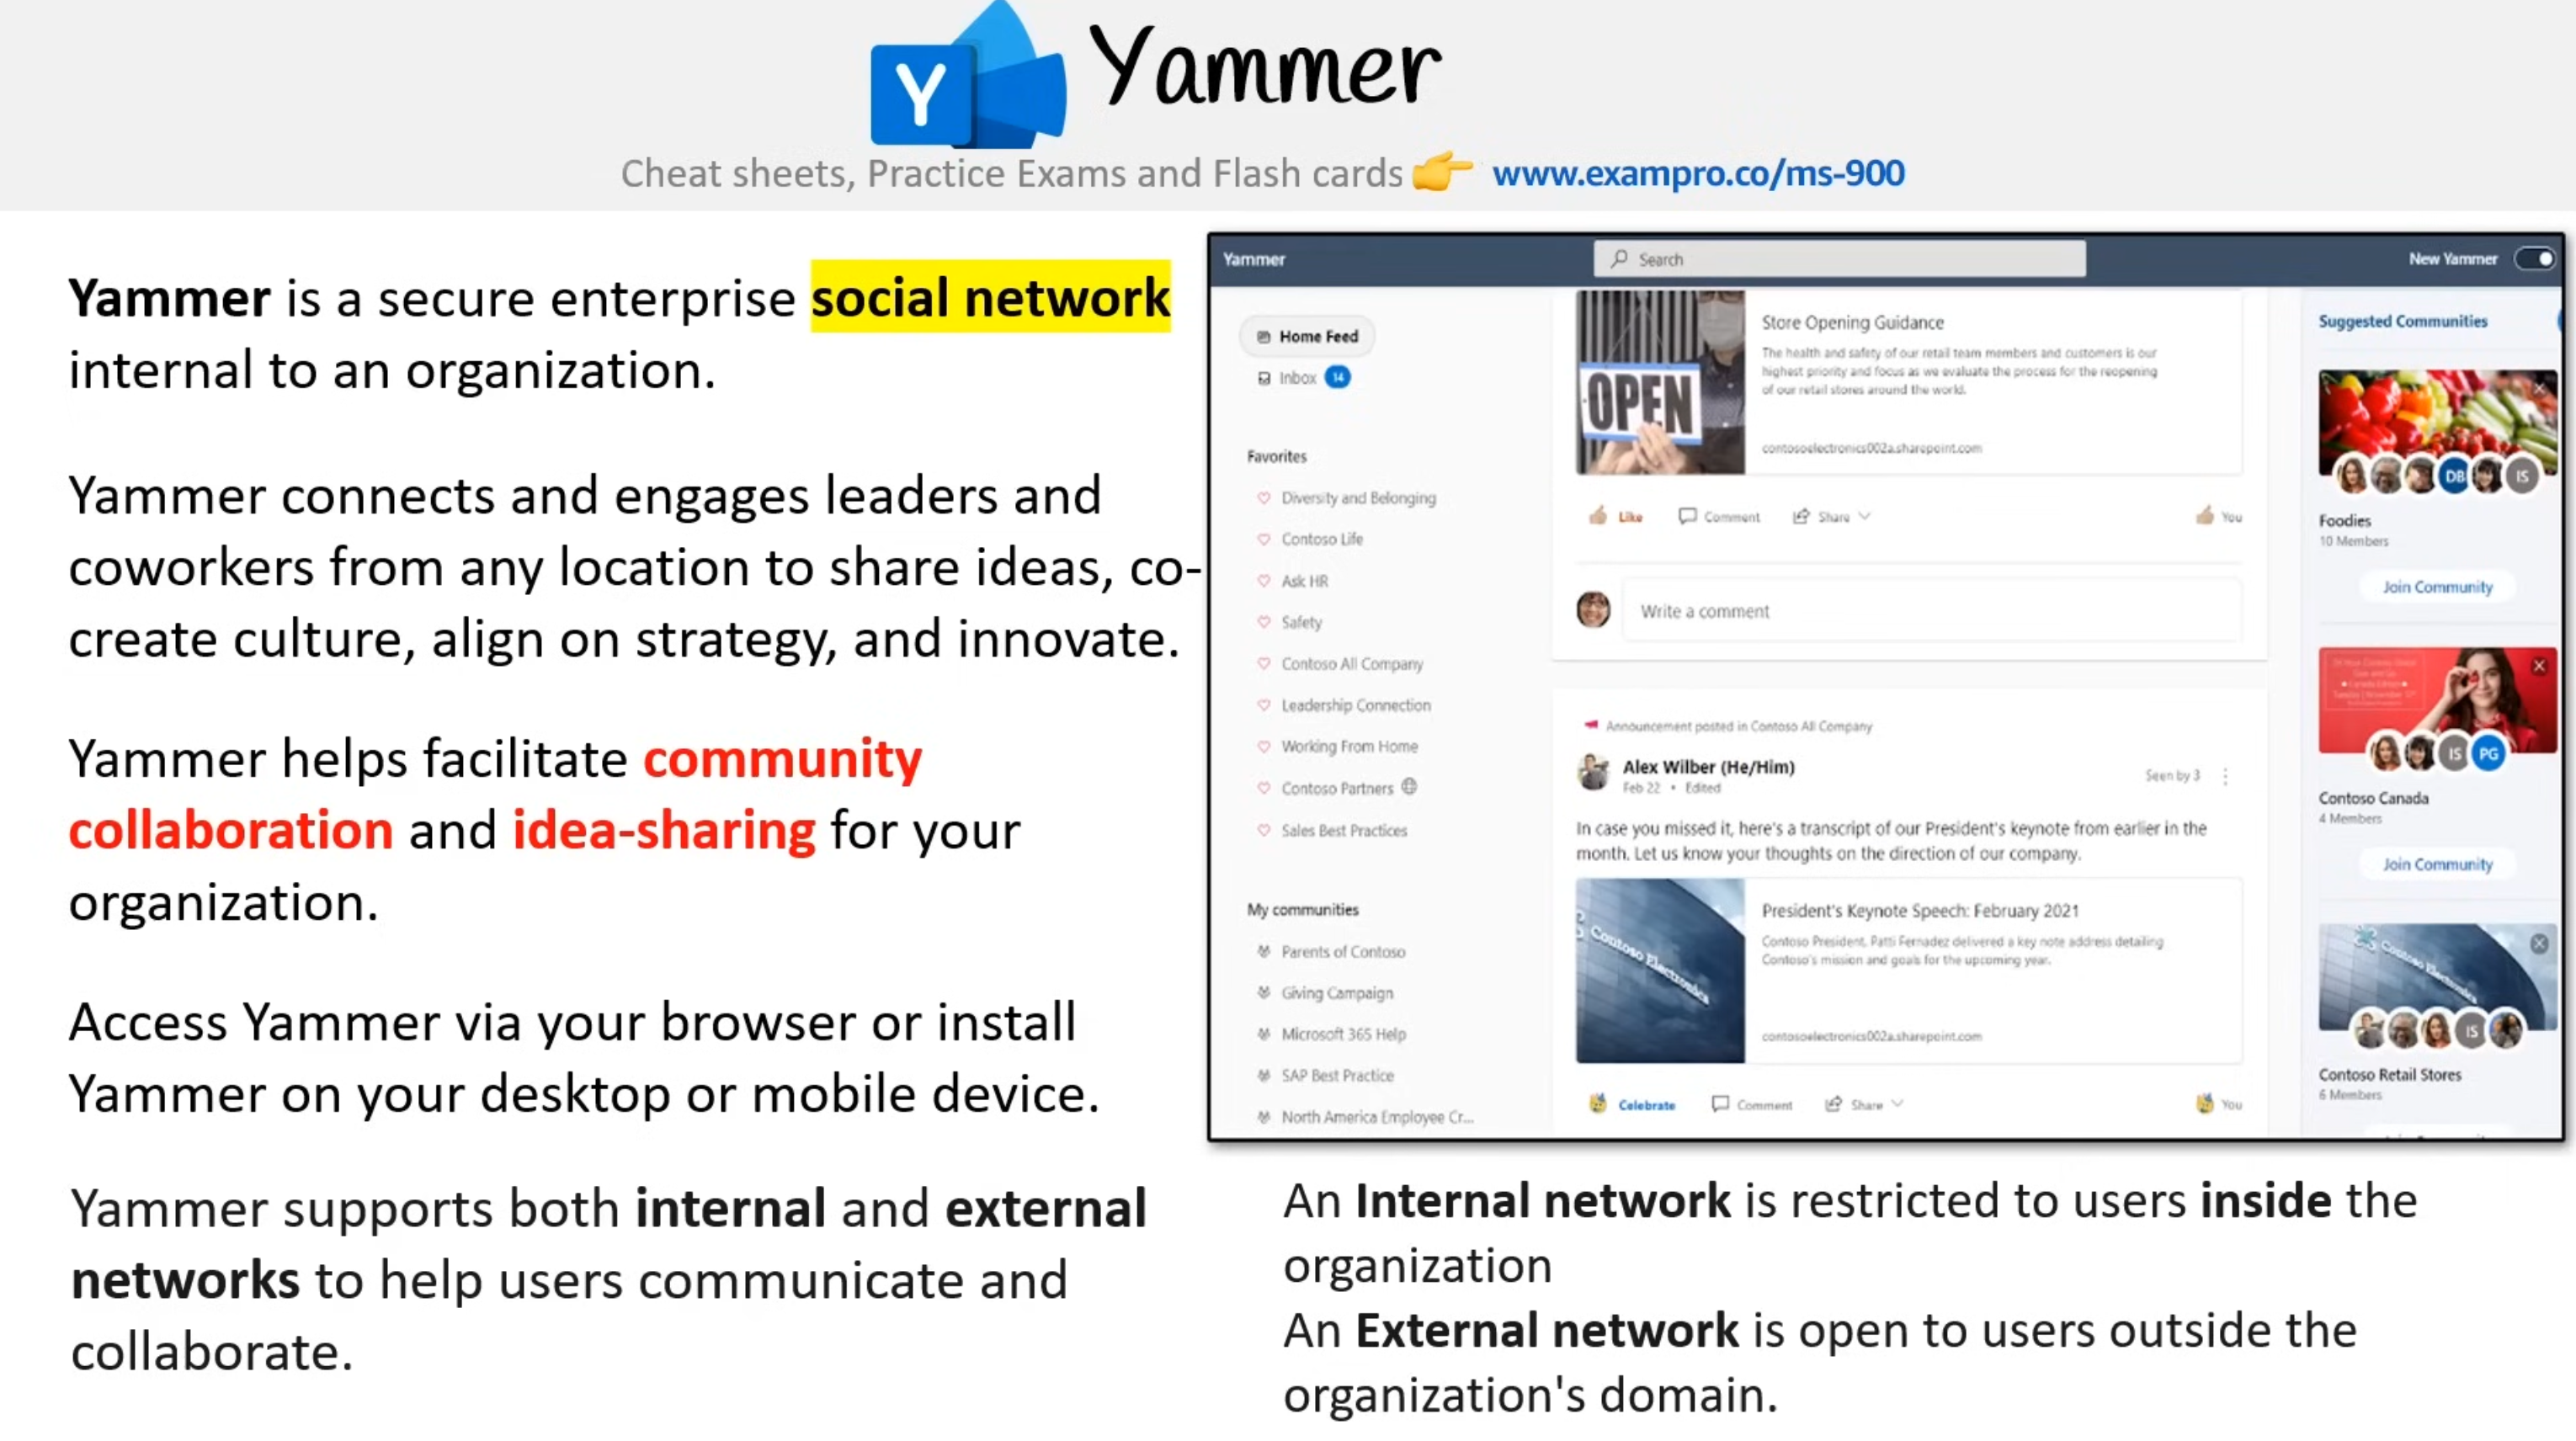 Y Yammer
Cheat sheets, Practice Exams and Flash cards 👉 www.exampro.co/ms-900
Yammer is a secure enterprise social network
internal to an organization.
Yammer connects and engages leaders and
coworkers from any location to share ideas, co-
create culture, align on strategy, and innovate.
Yammer helps facilitate community
collaboration and idea-sharing for your
organization.
Access Yammer via your browser or install
Yammer on your desktop or mobile device.
Yammer supports both internal and external
networks to help users communicate and
collaborate.
Yammer
Search
New Yammer
Home Feed
Inbox 14
Favorites
Diversity and Belonging
Contoso Life
Ask HR
Safety
Contoso All Company
Leadership Connection
Working From Home
Contoso Partners
Sales Best Practices
My communities
Parents of Contoso
Giving Campaign
Microsoft 365 Help
SAP Best Practice
North America Employee Cr...
OPEN
Store Opening Guidance
The health and safety of our retail team members and customers is our
highest priority and focus as we evaluate the process for the reopening
of our retail stores around the world.
contosoelectronics002a.sharepoint.com
Like Comment Share You
Write a comment
Announcement posted in Contoso All Company
Alex Wilber (He/Him)
Feb 22 • Edited
Seen by 3
In case you missed it, here's a transcript of our President's keynote from earlier in the
month. Let us know your thoughts on the direction of our company.
Contoso Electronics
President's Keynote Speech: February 2021
Contoso President, Patti Fernadez delivered a key note address detailing
Contoso's mission and goals for the upcoming year.
contosoelectronics002a.sharepoint.com
Celebrate Comment Share You
Suggested Communities
DB IS
Foodies
10 Members
Join Community
IS PG
Contoso Canada
4 Members
Join Community
Contoso Electronics
IS
Contoso Retail Stores
6 Members
An Internal network is restricted to users inside the
organization
An External network is open to users outside the
organization's domain.